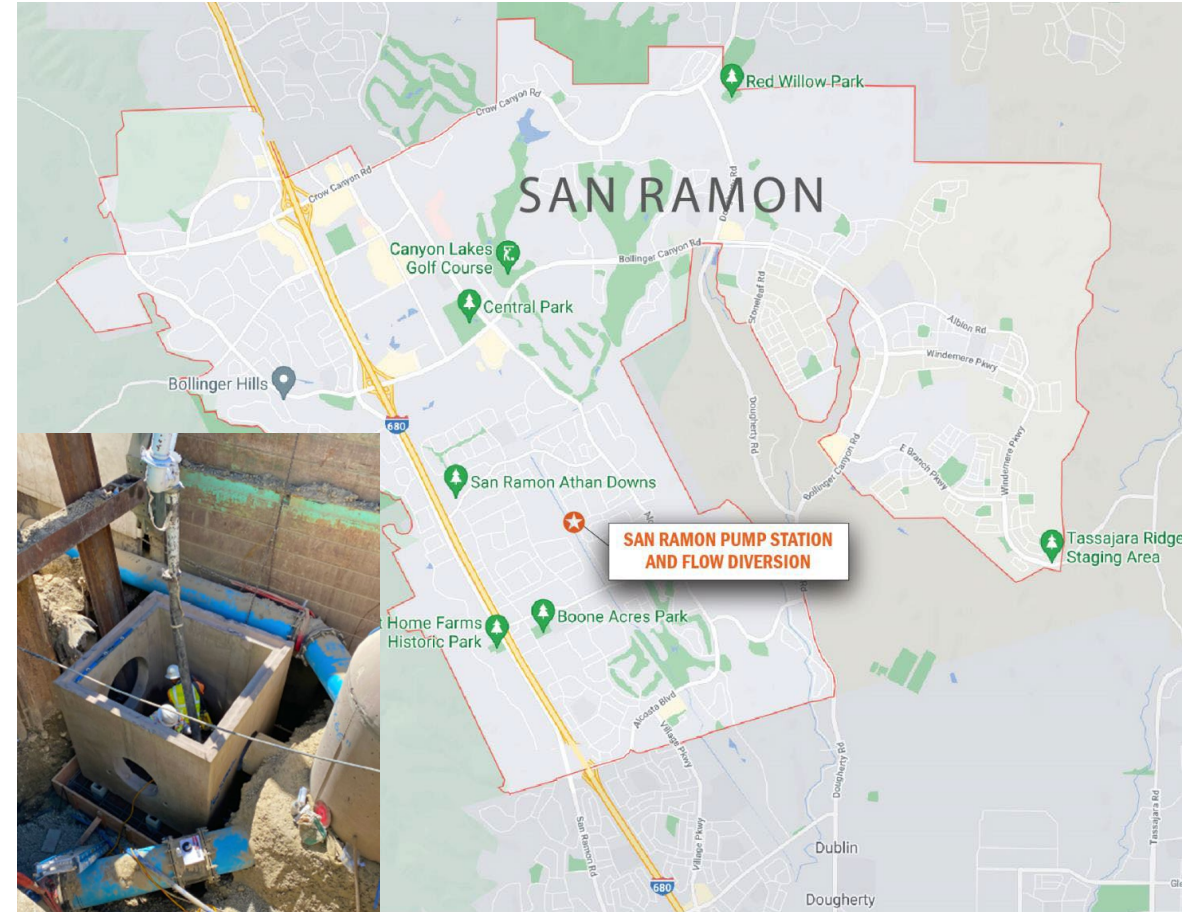 Red Willow Park
Crow Canyon Rd
Crow Canyon Rd
SAN RAMON
Canyon Lakes
Golf Course
Bollinger Canyon Rd
Central Park
Stoneleaf Rd
Albion Rd
Windemere Pkwy
Bollinger Hills
680
Dougherty Rd
E Branch Pkwy
Windemere Pkwy
Bollinger Canyon Rd
San Ramon Athan Downs
SAN RAMON PUMP STATION
AND FLOW DIVERSION
Tassajara Ridge
Staging Area
Home Farms
Historic Park
Boone Acres Park
Alcosta Blvd
Village Pkwy
Dougherty Rd
San Ramon Rd
Village Pkwy
Tassajara Rd
Dublin
680
Dougherty